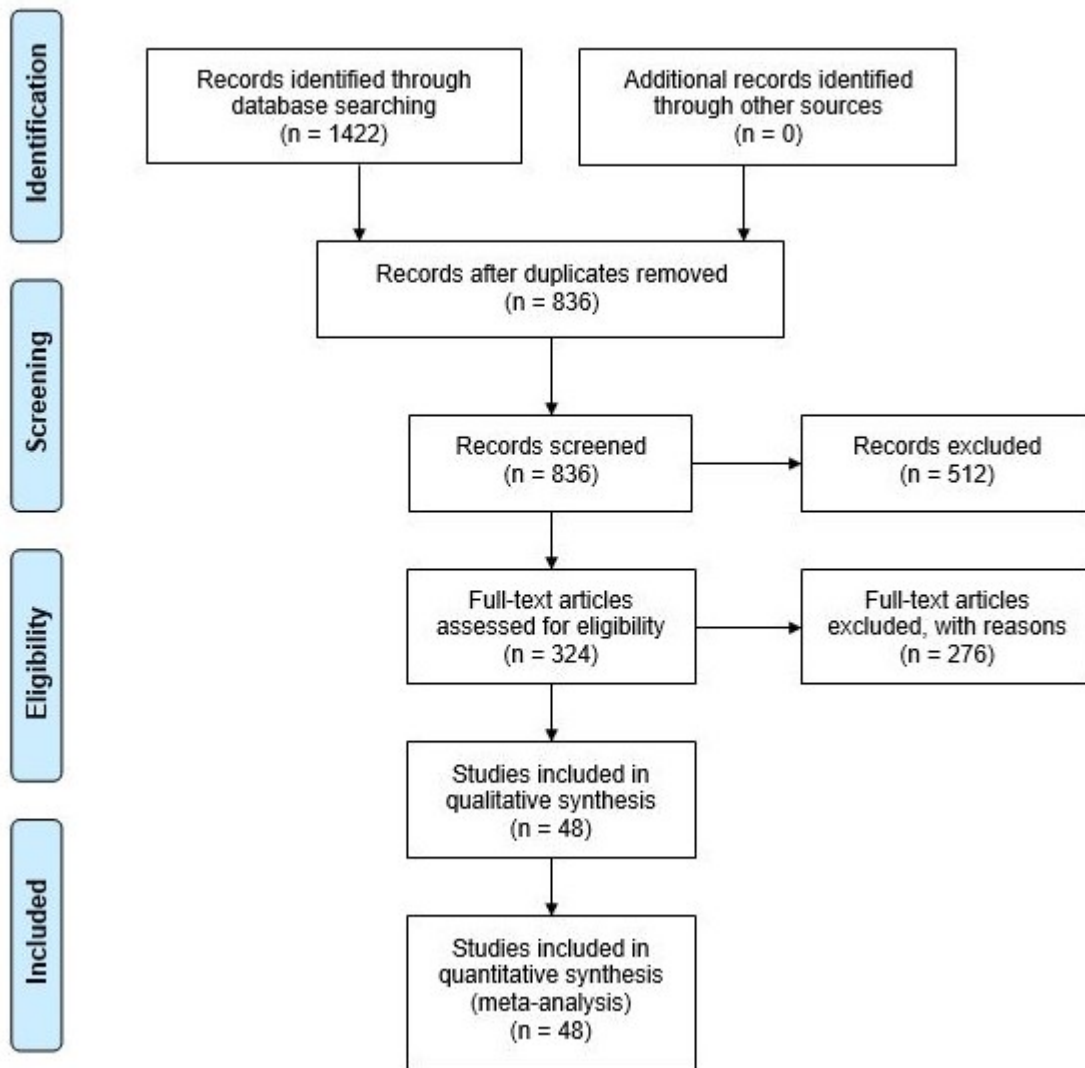 Identification
Records identified through
database searching
(n = 1422)
Additional records identified
through other sources
(n = 0)
Records after duplicates removed
(n = 836)
Screening
Records screened
(n = 836)
Records excluded
(n = 512)
Eligibility
Full-text articles
assessed for eligibility
(n = 324)
Full-text articles
excluded, with reasons
(n = 276)
Studies included in
qualitative synthesis
(n = 48)
Included
Studies included in
quantitative synthesis
(meta-analysis)
(n = 48)